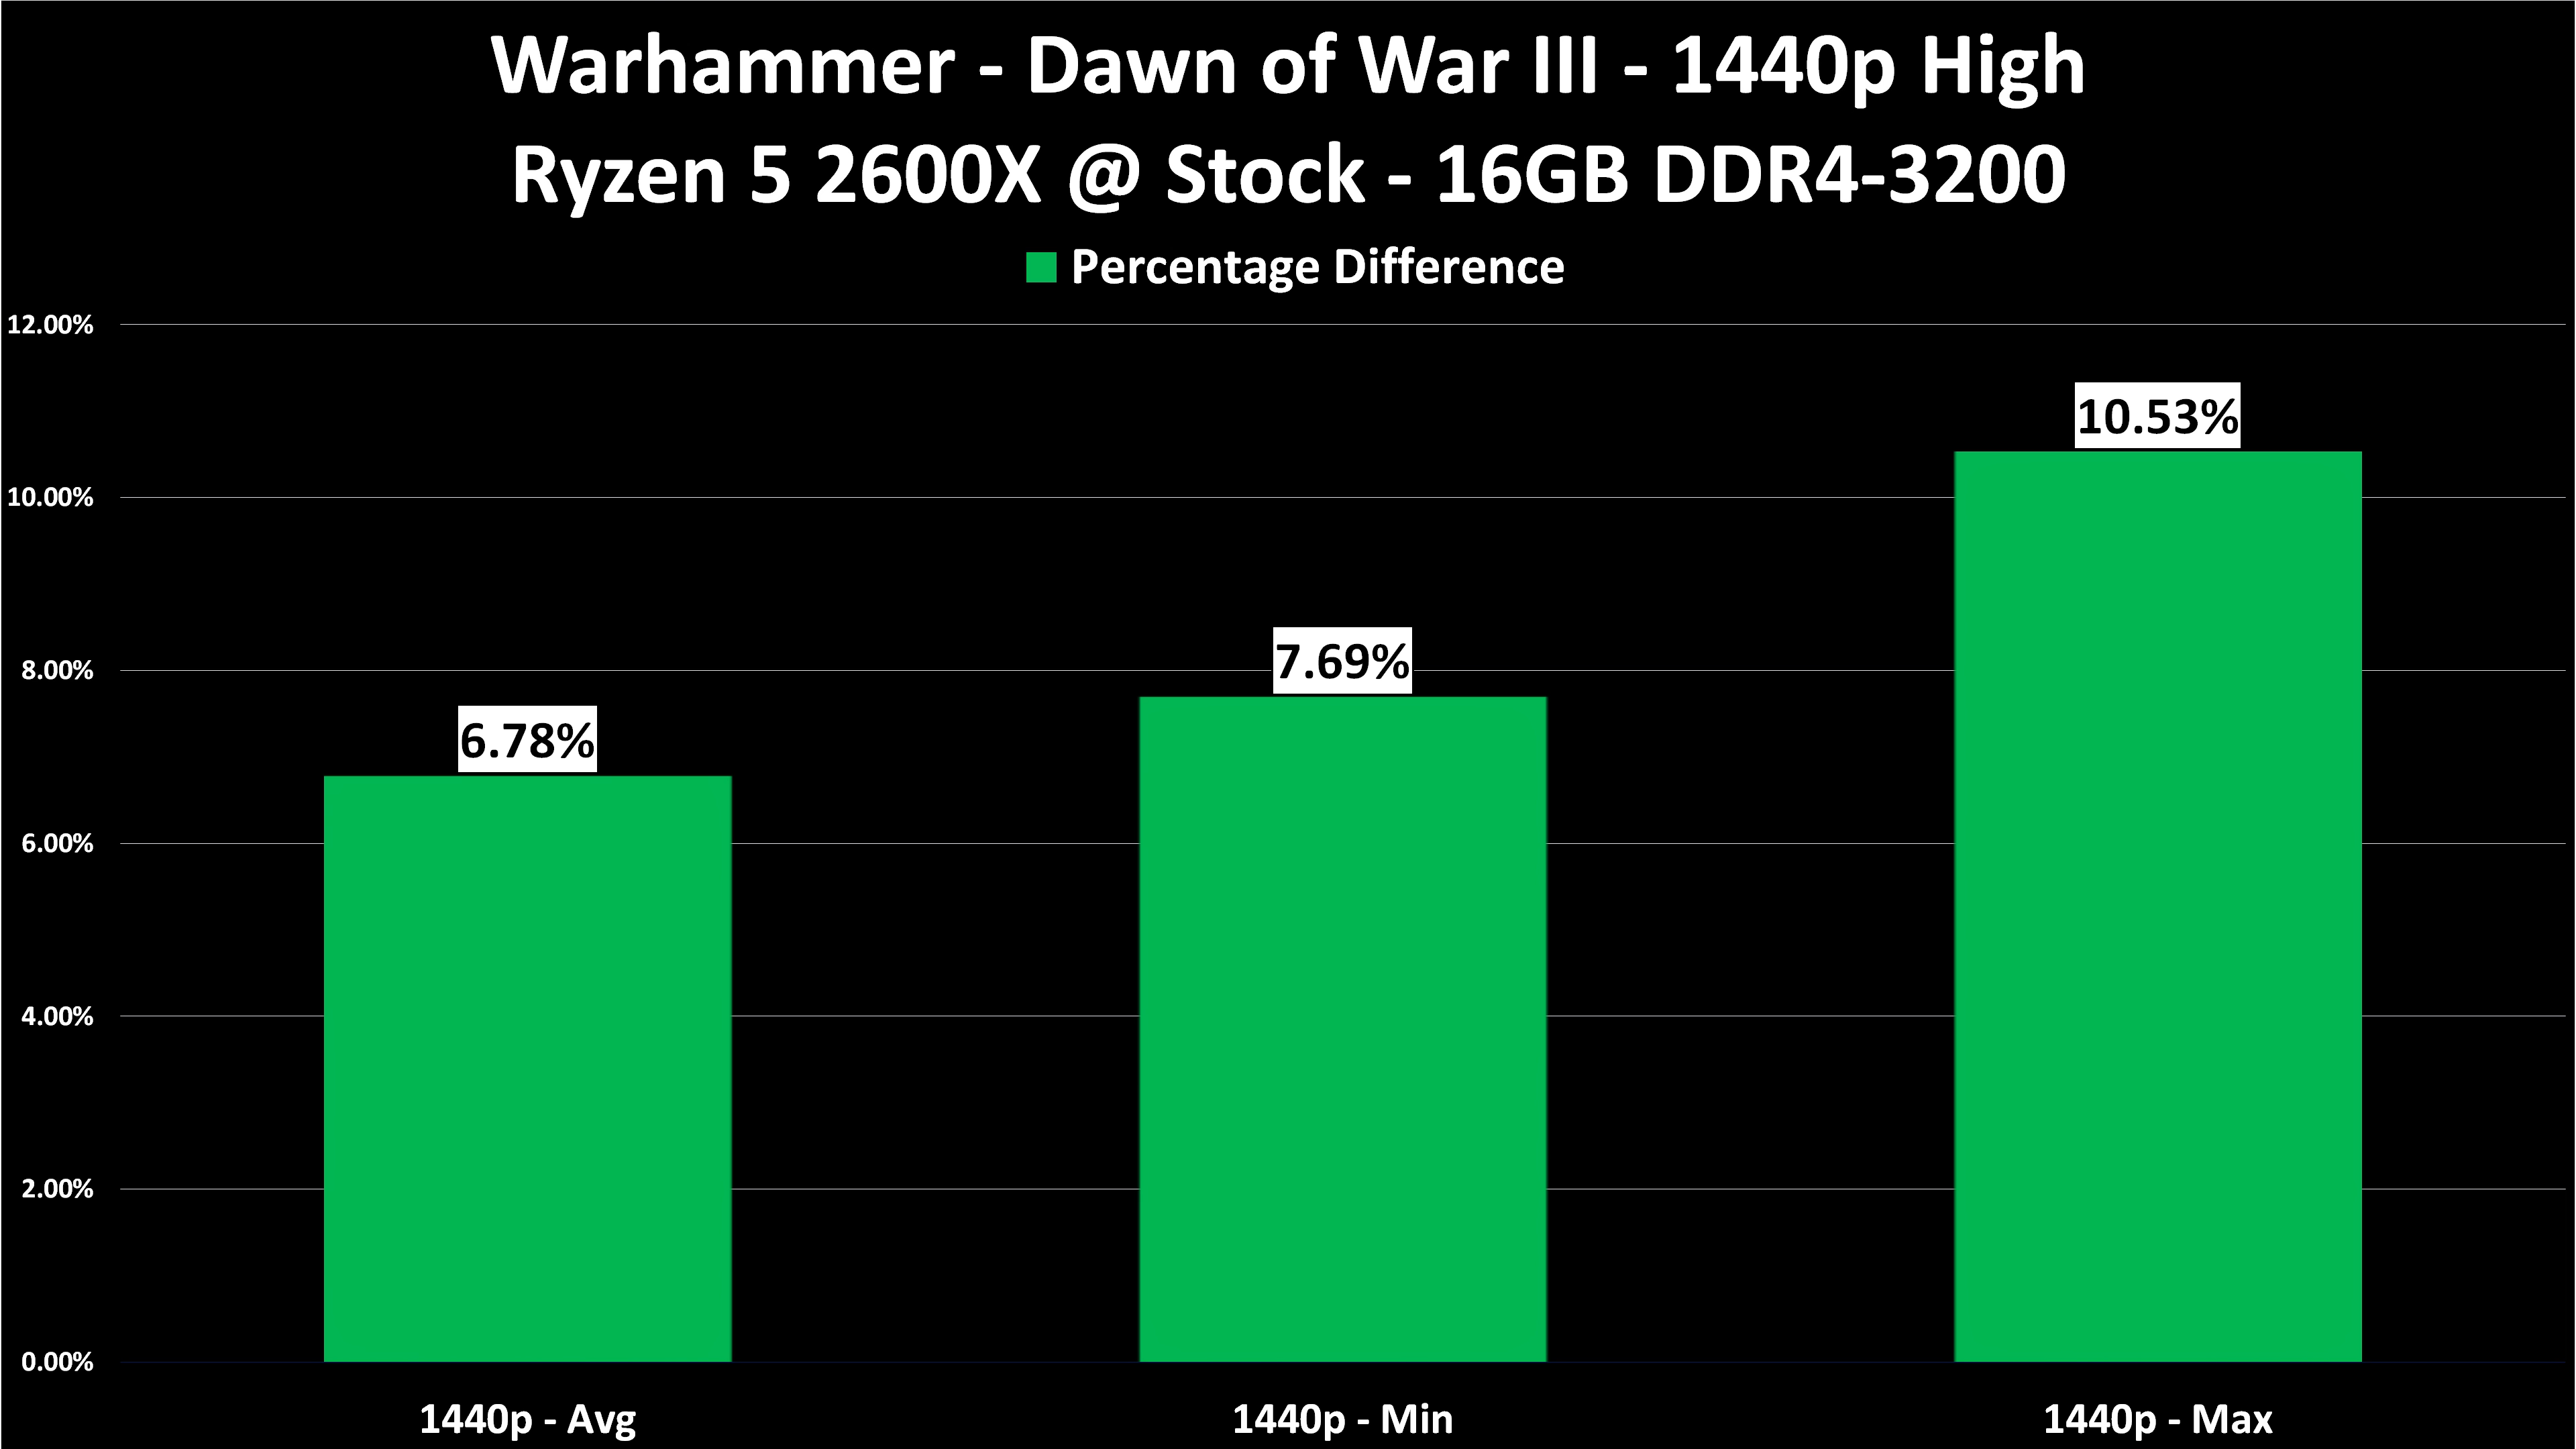 Warhammer - Dawn of War III - 1440p High
Ryzen 5 2600X @ Stock - 16GB DDR4-3200
Percentage Difference
12.00%
10.00%
8.00%
6.00%
4.00%
2.00%
0.00%
6.78%
7.69%
10.53%
1440p - Avg
1440p - Min
1440p - Max